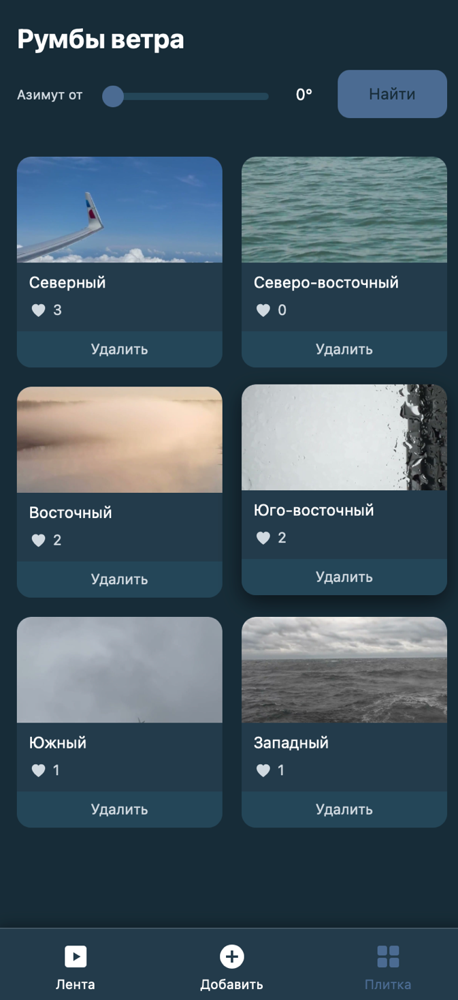 Румбы ветра
Азимут от 0° Найти
Северный
3
Удалить
Северо-восточный
0
Удалить
Восточный
2
Удалить
Юго-восточный
2
Удалить
Южный
1
Удалить
Западный
1
Удалить
Лента Добавить Плитка